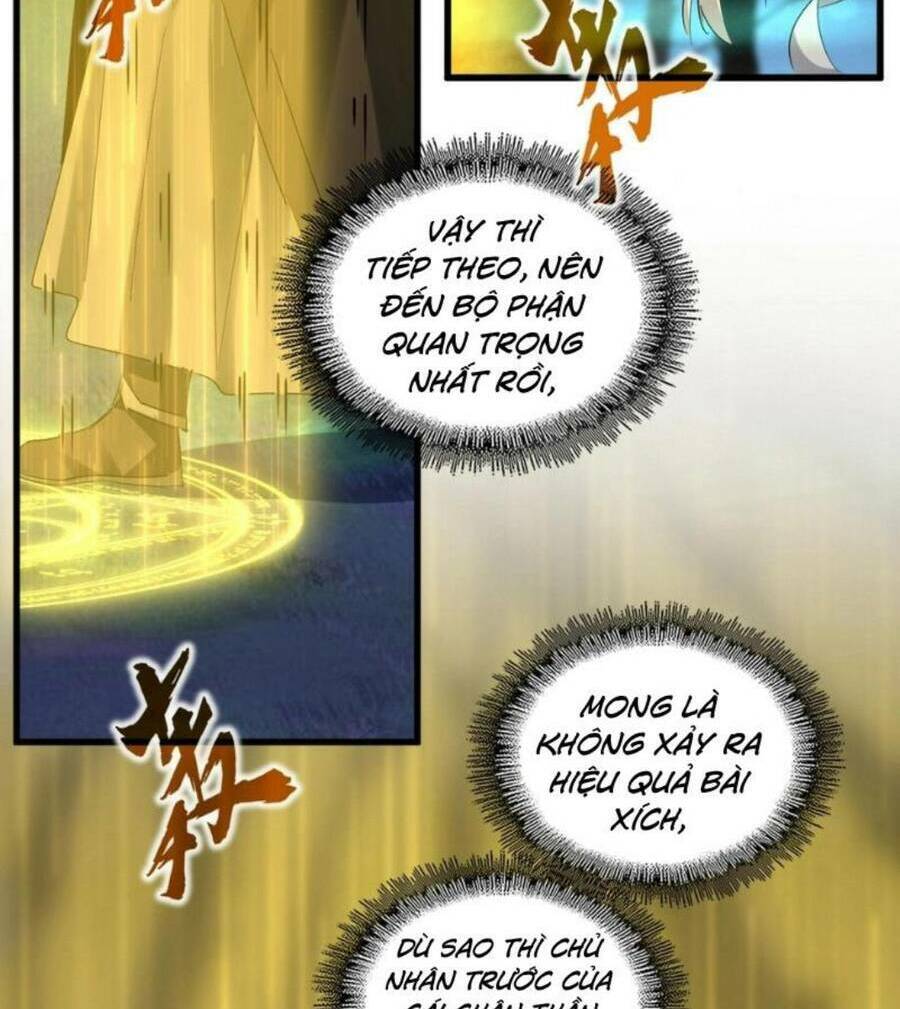 VẬY THÌ
TIẾP THEO, NÊN
ĐẾN BỘ PHẬN
QUAN TRỌNG
NHẤT RỒI,
MONG LÀ
KHÔNG XẢY RA
HIỆU QUẢ BÀI
XÍCH,
DÙ SAO THÌ CHỦ
NHÂN TRƯỚC CỦA